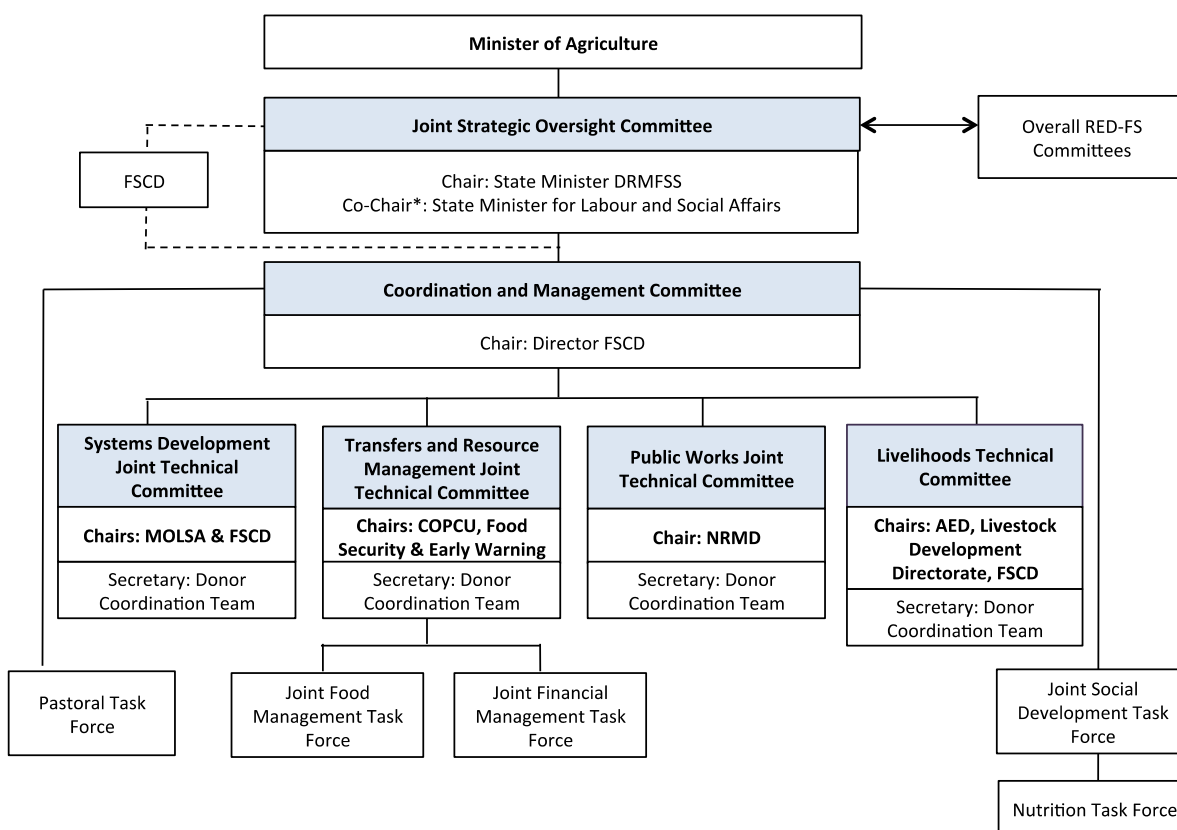 Minister of Agriculture
Joint Strategic Oversight Committee
Chair: State Minister DRMFSS
Co-Chair*: State Minister for Labour and Social Affairs
Overall RED-FS
Committees
FSCD
Coordination and Management Committee
Chair: Director FSCD
Systems Development
Joint Technical
Committee
Chairs: MOLSA & FSCD
Secretary: Donor
Coordination Team
Transfers and Resource
Management Joint
Technical Committee
Chairs: COPCU, Food
Security & Early Warning
Secretary: Donor
Coordination Team
Public Works Joint
Technical Committee
Chair: NRMD
Secretary: Donor
Coordination Team
Livelihoods Technical
Committee
Chairs: AED, Livestock
Development
Directorate, FSCD
Secretary: Donor
Coordination Team
Pastoral Task
Force
Joint Food
Management Task
Force
Joint Financial
Management Task
Force
Joint Social
Development Task
Force
Nutrition Task Force